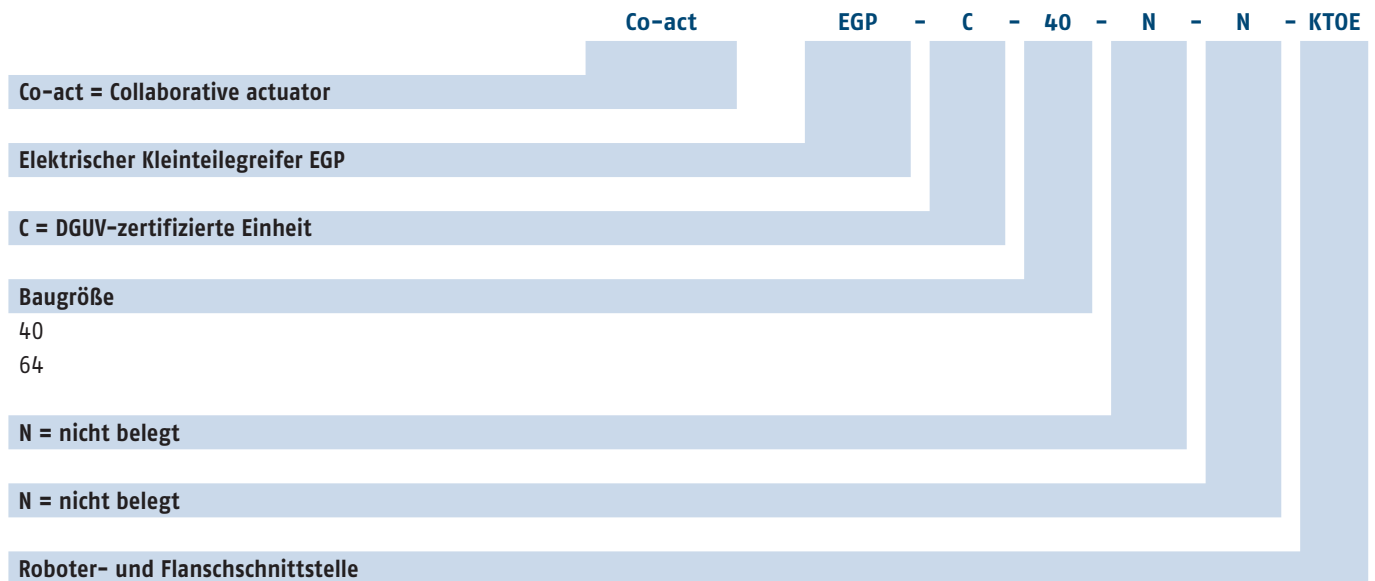 Co-act EGP - C - 40 - N - N - KTOE
Co-act = Collaborative actuator
Elektrischer Kleinteilegreifer EGP
C = DGUV-zertifizierte Einheit
Baugröße
40
64
N = nicht belegt
N = nicht belegt
Roboter- und Flanschschnittstelle